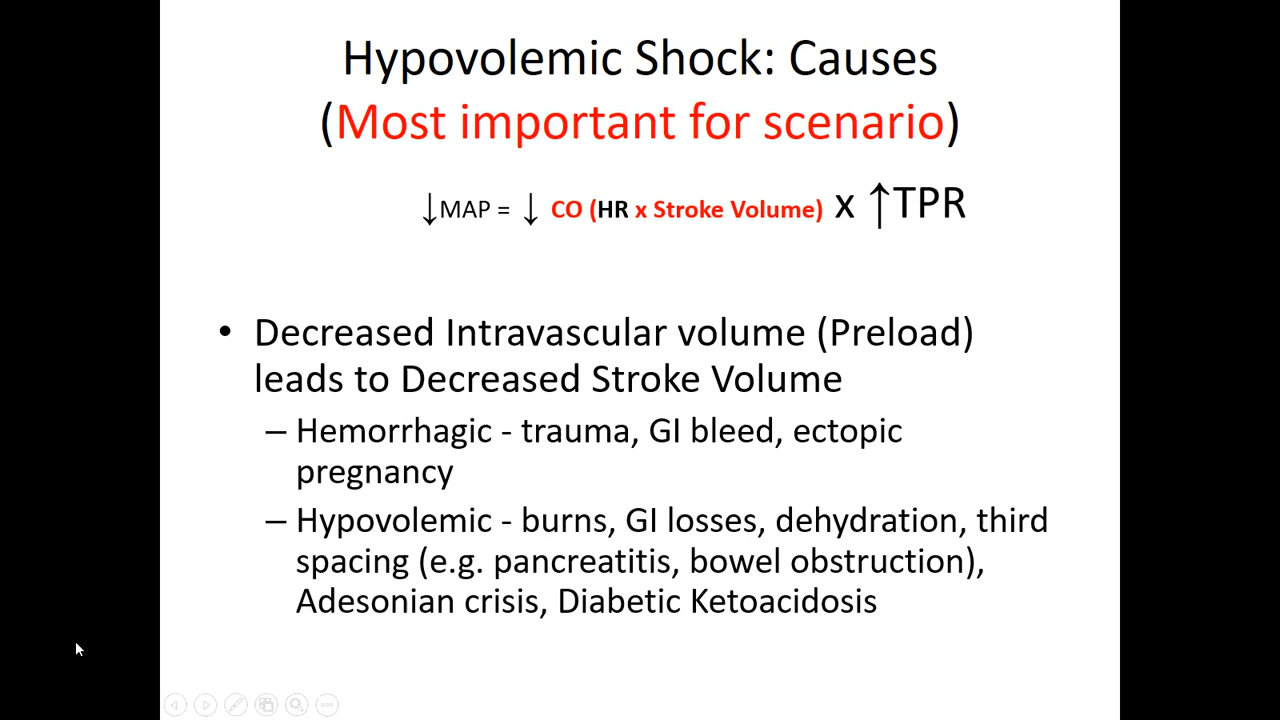 Hypovolemic Shock: Causes
(Most important for scenario)
↓MAP = ↓ CO (HR x Stroke Volume) x ↑TPR
• Decreased Intravascular volume (Preload)
leads to Decreased Stroke Volume
– Hemorrhagic - trauma, GI bleed, ectopic
pregnancy
– Hypovolemic - burns, GI losses, dehydration, third
spacing (e.g. pancreatitis, bowel obstruction),
Adesonian crisis, Diabetic Ketoacidosis